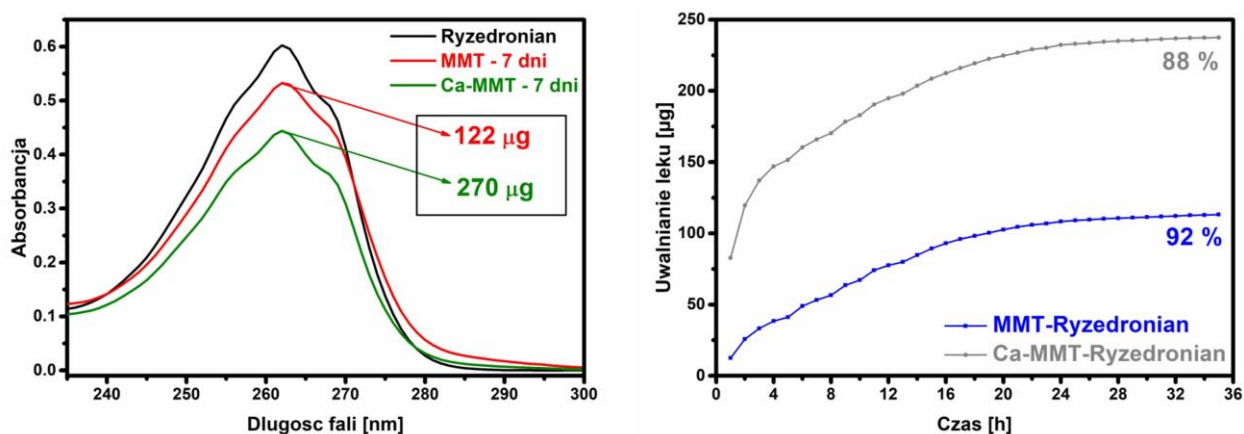 Ryzedronian
MMT - 7 dni
Ca-MMT - 7 dni
122 µg
270 µg
Absorbancja
0.6
0.5
0.4
0.3
0.2
0.1
0.0
240 250 260 270 280 290 300
Dlugosc fali [nm]
Uwalnianie leku [µg]
250
200
150
100
50
0
88 %
92 %
MMT-Ryzedronian
Ca-MMT-Ryzedronian
0 4 8 12 16 20 24 28 32 36
Czas [h]